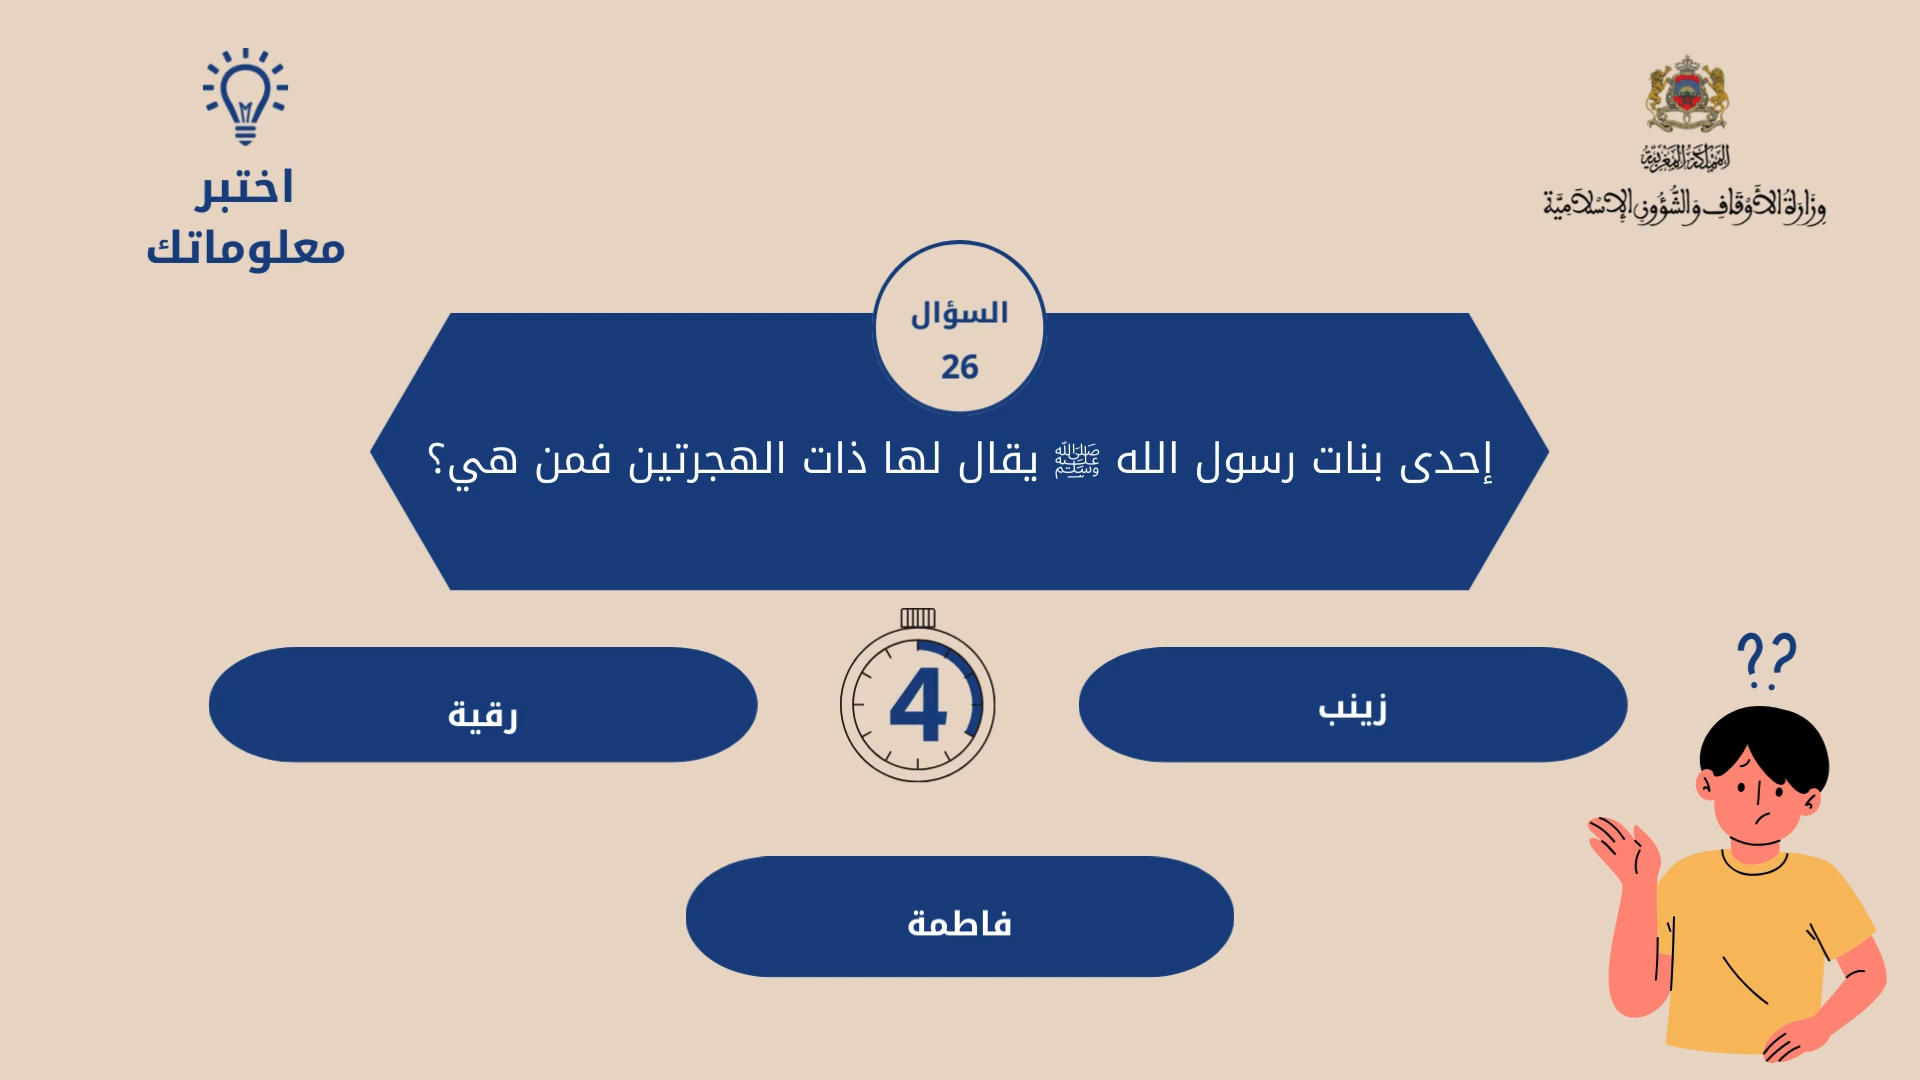 المملكة المغربية
وزارة الأوقاف والشؤون الإسلامية
اختبر
معلوماتك
السؤال
26
إحدى بنات رسول الله ﷺ يقال لها ذات الهجرتين فمن هي؟
زينب
4
رقية
فاطمة
??